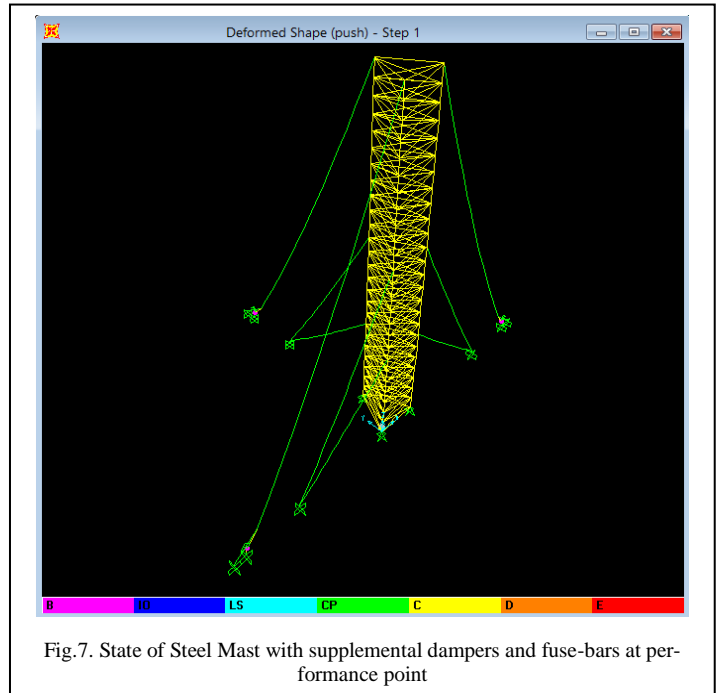 Deformed Shape (push) - Step 1
B IO LS CP C D E
Fig.7. State of Steel Mast with supplemental dampers and fuse-bars at per-
formance point